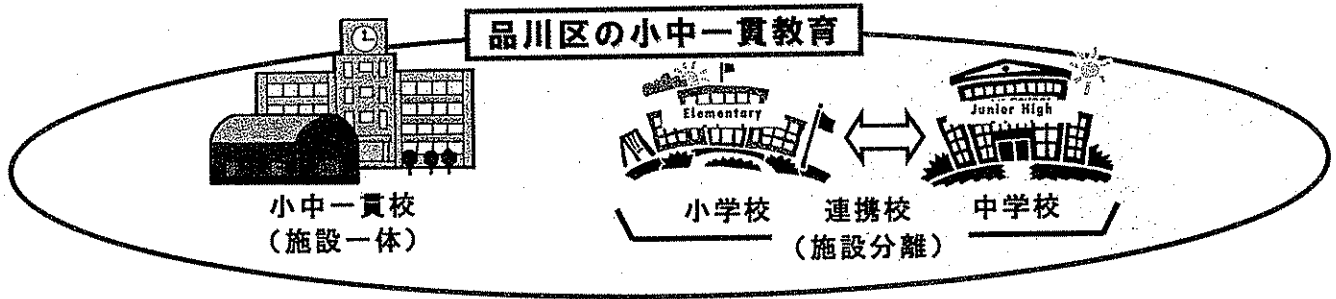 品川区の小中一貫教育
Elementary
Junior High
小中一貫校
(施設一体)
小学校 連携校 中学校
(施設分離)